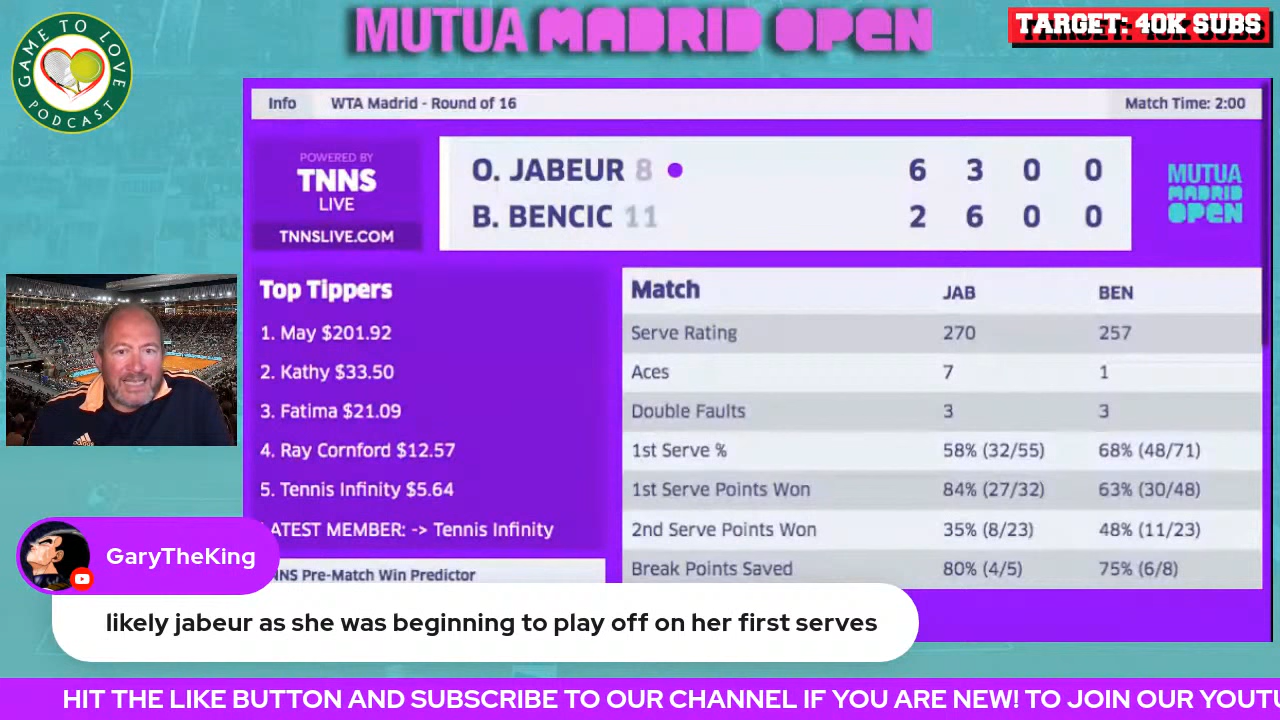 GAME TO LOVE PODCAST
MUTUA MADRID OPEN
TARGET: 40K SUBS
Info WTA Madrid - Round of 16 Match Time: 2:00
POWERED BY
TNNS
LIVE
TNNSLIVE.COM
O. JABEUR 8 6 3 0 0
B. BENCIC 11 2 6 0 0
MUTUA
MADRID
OPEN
Top Tippers
1. May $201.92
2. Kathy $33.50
3. Fatima $21.09
4. Ray Cornford $12.57
5. Tennis Infinity $5.64
LATEST MEMBER: -> Tennis Infinity
NNS Pre-Match Win Predictor
Match JAB BEN
Serve Rating 270 257
Aces 7 1
Double Faults 3 3
1st Serve % 58% (32/55) 68% (48/71)
1st Serve Points Won 84% (27/32) 63% (30/48)
2nd Serve Points Won 35% (8/23) 48% (11/23)
Break Points Saved 80% (4/5) 75% (6/8)
adidas
GaryTheKing
likely jabeur as she was beginning to play off on her first serves
HIT THE LIKE BUTTON AND SUBSCRIBE TO OUR CHANNEL IF YOU ARE NEW! TO JOIN OUR YOUTU